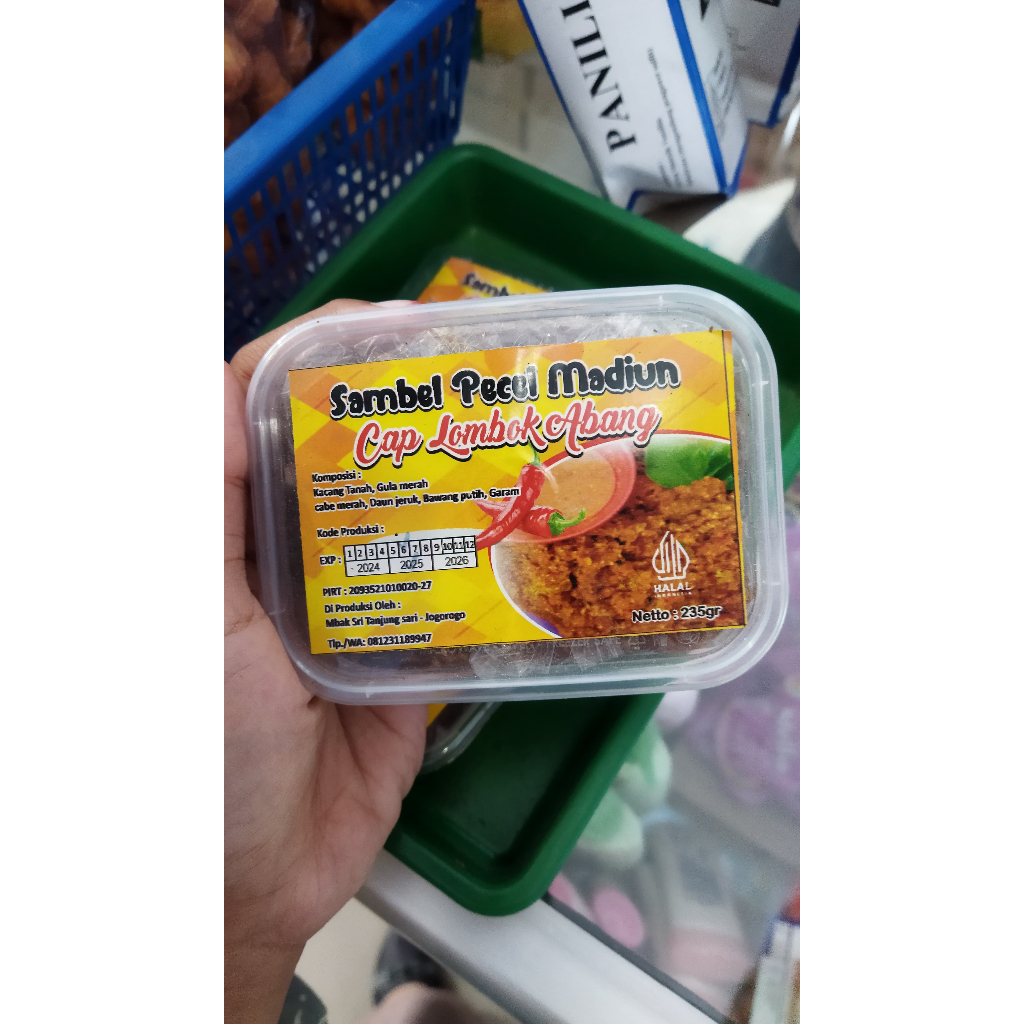 PANILI
Sambel
Sambel Pecel Madiun
Cap Lombok Abang
Komposisi :
Kacang Tanah, Gula merah
cabe merah, Daun jeruk, Bawang putih, Garam
Kode Produksi :
EXP : 1 2 3 4 5 6 7 8 9 10 11 12
2024 2025 2026
PIRT : 2093521010020-27
Di Produksi Oleh :
Mbak Sri Tanjung sari - Jogorogo
Tlp./WA: 081231189947
HALAL
INDONESIA
Netto : 235gr